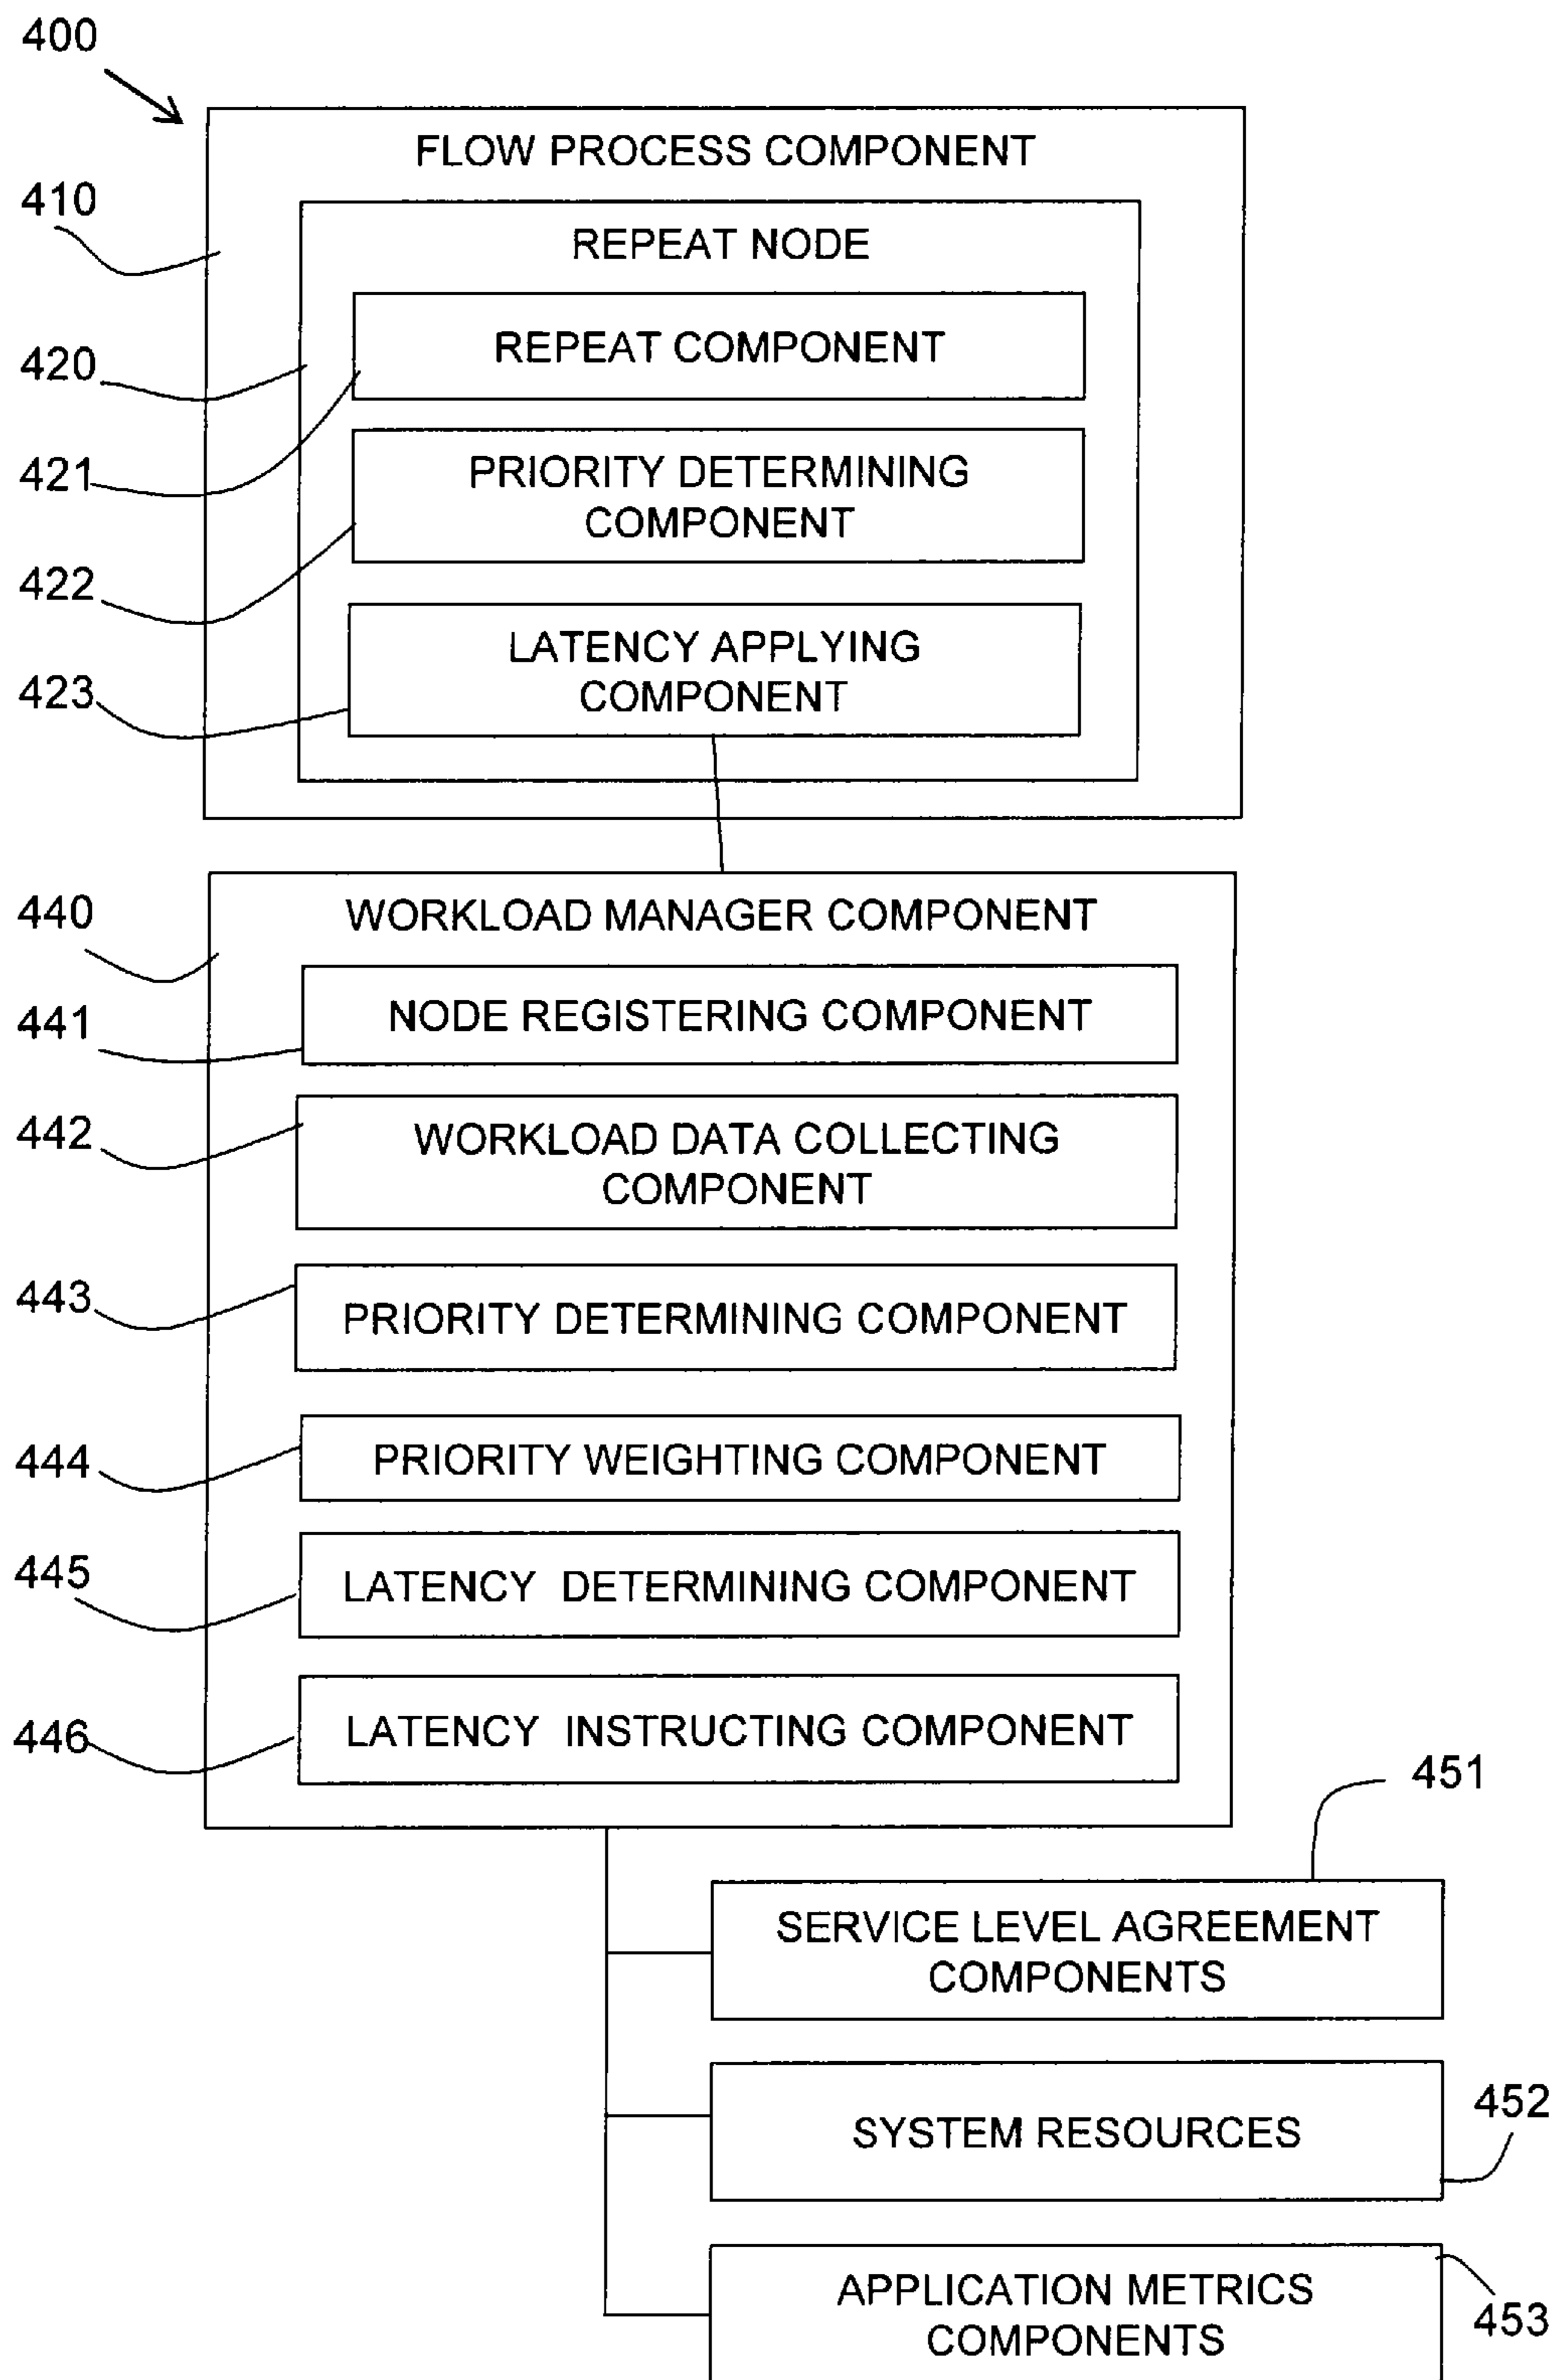 400
FLOW PROCESS COMPONENT
410
REPEAT NODE
REPEAT COMPONENT
420
421
PRIORITY DETERMINING
COMPONENT
422
LATENCY APPLYING
COMPONENT
423
440
WORKLOAD MANAGER COMPONENT
441
NODE REGISTERING COMPONENT
442
WORKLOAD DATA COLLECTING
COMPONENT
443
PRIORITY DETERMINING COMPONENT
444
PRIORITY WEIGHTING COMPONENT
445
LATENCY DETERMINING COMPONENT
446
LATENCY INSTRUCTING COMPONENT
451
SERVICE LEVEL AGREEMENT
COMPONENTS
452
SYSTEM RESOURCES
APPLICATION METRICS
COMPONENTS
453